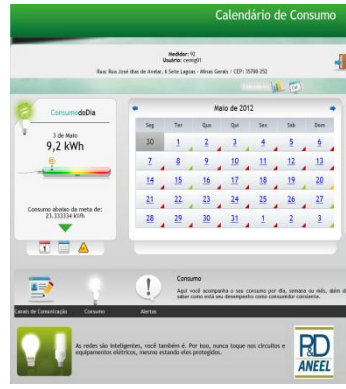 Calendário de Consumo
Medidor: 92
Usuário: cemig01
Rua: Rua José dias de Avelar, 6 Sete Lagoas - Minas Gerais / CEP: 35700-252
ConsumodoDia
3 de Maio
9,2 kWh
Consumo abaixo da meta de:
23.333334 kWh
Maio de 2012
Seg Ter Qua Qui Sex Sáb Dom
30 1 2 3 4 5 6
7 8 9 10 11 12 13
14 15 16 17 18 19 20
21 22 23 24 25 26 27
28 29 30 31 1 2 3
Canais de Comunicação
Consumo
Alertas
Consumo
Aqui você acompanha o seu consumo por dia, semana ou mês, além d
saber como está seu desempenho como consumidor consciente.
As redes são inteligentes, você também é. Por isso, nunca toque nos circuitos e
equipamentos elétricos, mesmo estando eles protegidos.
P&D
ANEEL